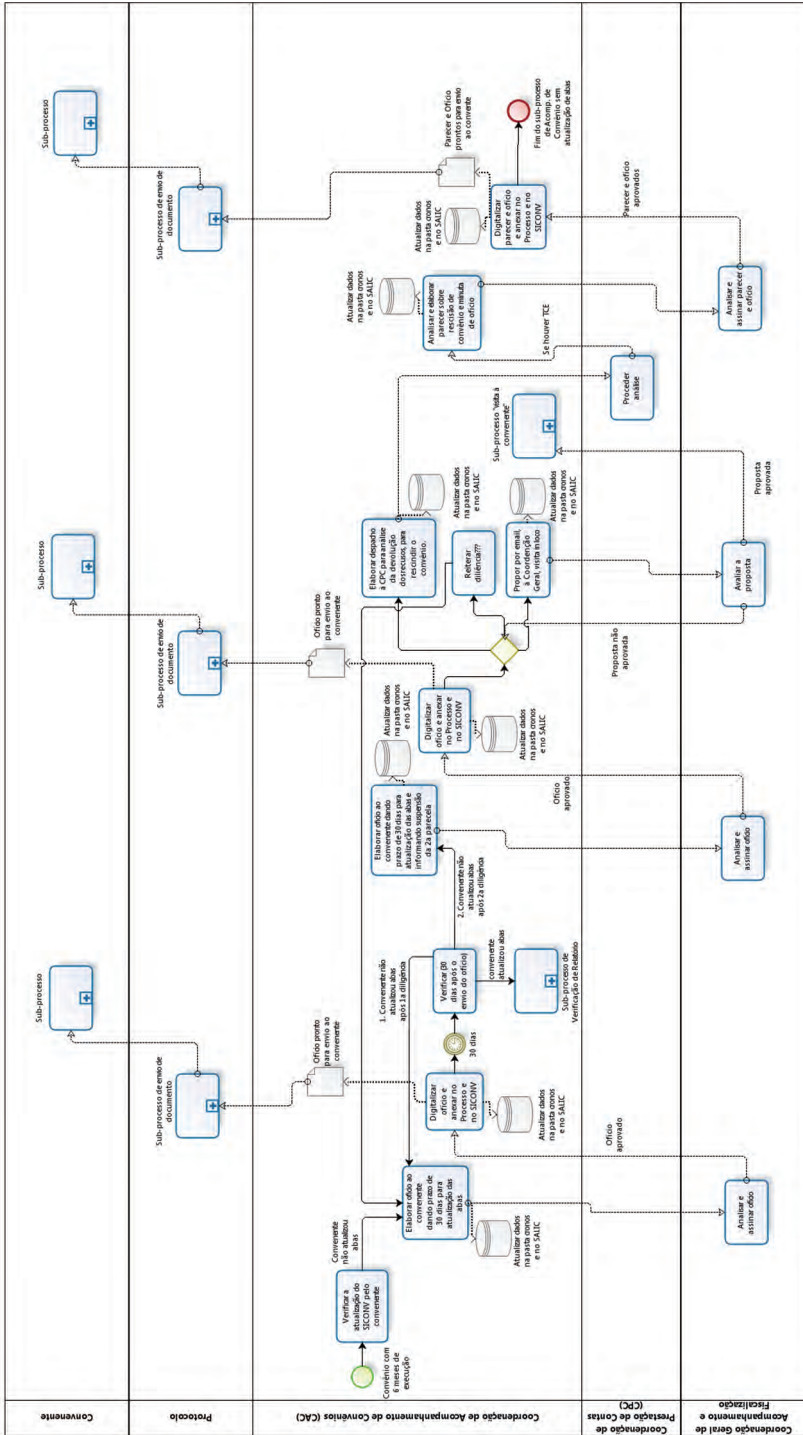 Convenente
Sub-processo
Sub-processo
Sub-processo
Protocolo
Sub-processo de envio de
documento
Sub-processo de envio de
documento
Sub-processo de envio de
documento
Coordenação de Acompanhamento de Convênios (CAC)
Convênio com
6 meses de
execução
Verificar a
atualização do
SICONV pelo
convenente
Convenente
não atualizou
abas
Elaborar ofício ao
convenente
dando prazo de
30 dias para
atualização das
abas.
Atualizar dados
na pasta cronos
e no SALIC
Digitalizar
ofício e
anexar no
Processo e
no SICONV
Atualizar dados
na pasta cronos
e no SALIC
Ofício pronto
para envio ao
convenente
30 dias
Verificar (30
dias após o
envio do ofício)
1. Convenente não
atualizou abas
após 1a diligência
convenente
atualizou abas
Sub-processo de
Verificação de Relatório
2. Convenente não
atualizou abas
após 2a diligência
Elaborar ofício ao
convenente dando
prazo de 30 dias para
atualização das abas e
informando suspensão
da 2a parecela
Atualizar dados
na pasta cronos
e no SALIC
Digitalizar
ofício e anexar
no Processo e
no SICONV
Atualizar dados
na pasta cronos
e no SALIC
Ofício pronto
para envio ao
convenente
Elaborar despacho
à CPC para análise
da devolução
dos recusos, para
rescindir o
convênio.
Atualizar dados
na pasta cronos
e no SALIC
Reiterar
diliência???
Propor por email,
à Coordenção
Geral, visita in loco
Atualizar dados
na pasta cronos
e no SALIC
Sub-processo "visita à
convenente"
Analisar e elaborar
parecer sobre
rescisão de
convênio e minuta
de ofício
Atualizar dados
na pasta cronos
e no SALIC
Digitalizar
parecer e ofício
e anexar no
Processo e no
SICONV
Atualizar dados
na pasta cronos
e no SALIC
Parecer e Ofício
prontos para envio
ao convente
Fim do sub-processo
de Acomp. de
Convênio sem
atualização de abas
Coordenação de
Prestação de Contas
(CPC)
Proceder
análise
Se houver TCE
Coordenação de Geral de
Acompanhamento e
Fiscalização
Analisar e
assinar ofício
Ofício
aprovado
Analisar e
assinar ofício
Ofício
aprovado
Avaliar a
proposta
Proposta não
aprovada
Proposta
aprovada
Analisar e
assinar parecer
e ofício
Parecer e ofício
aprovados